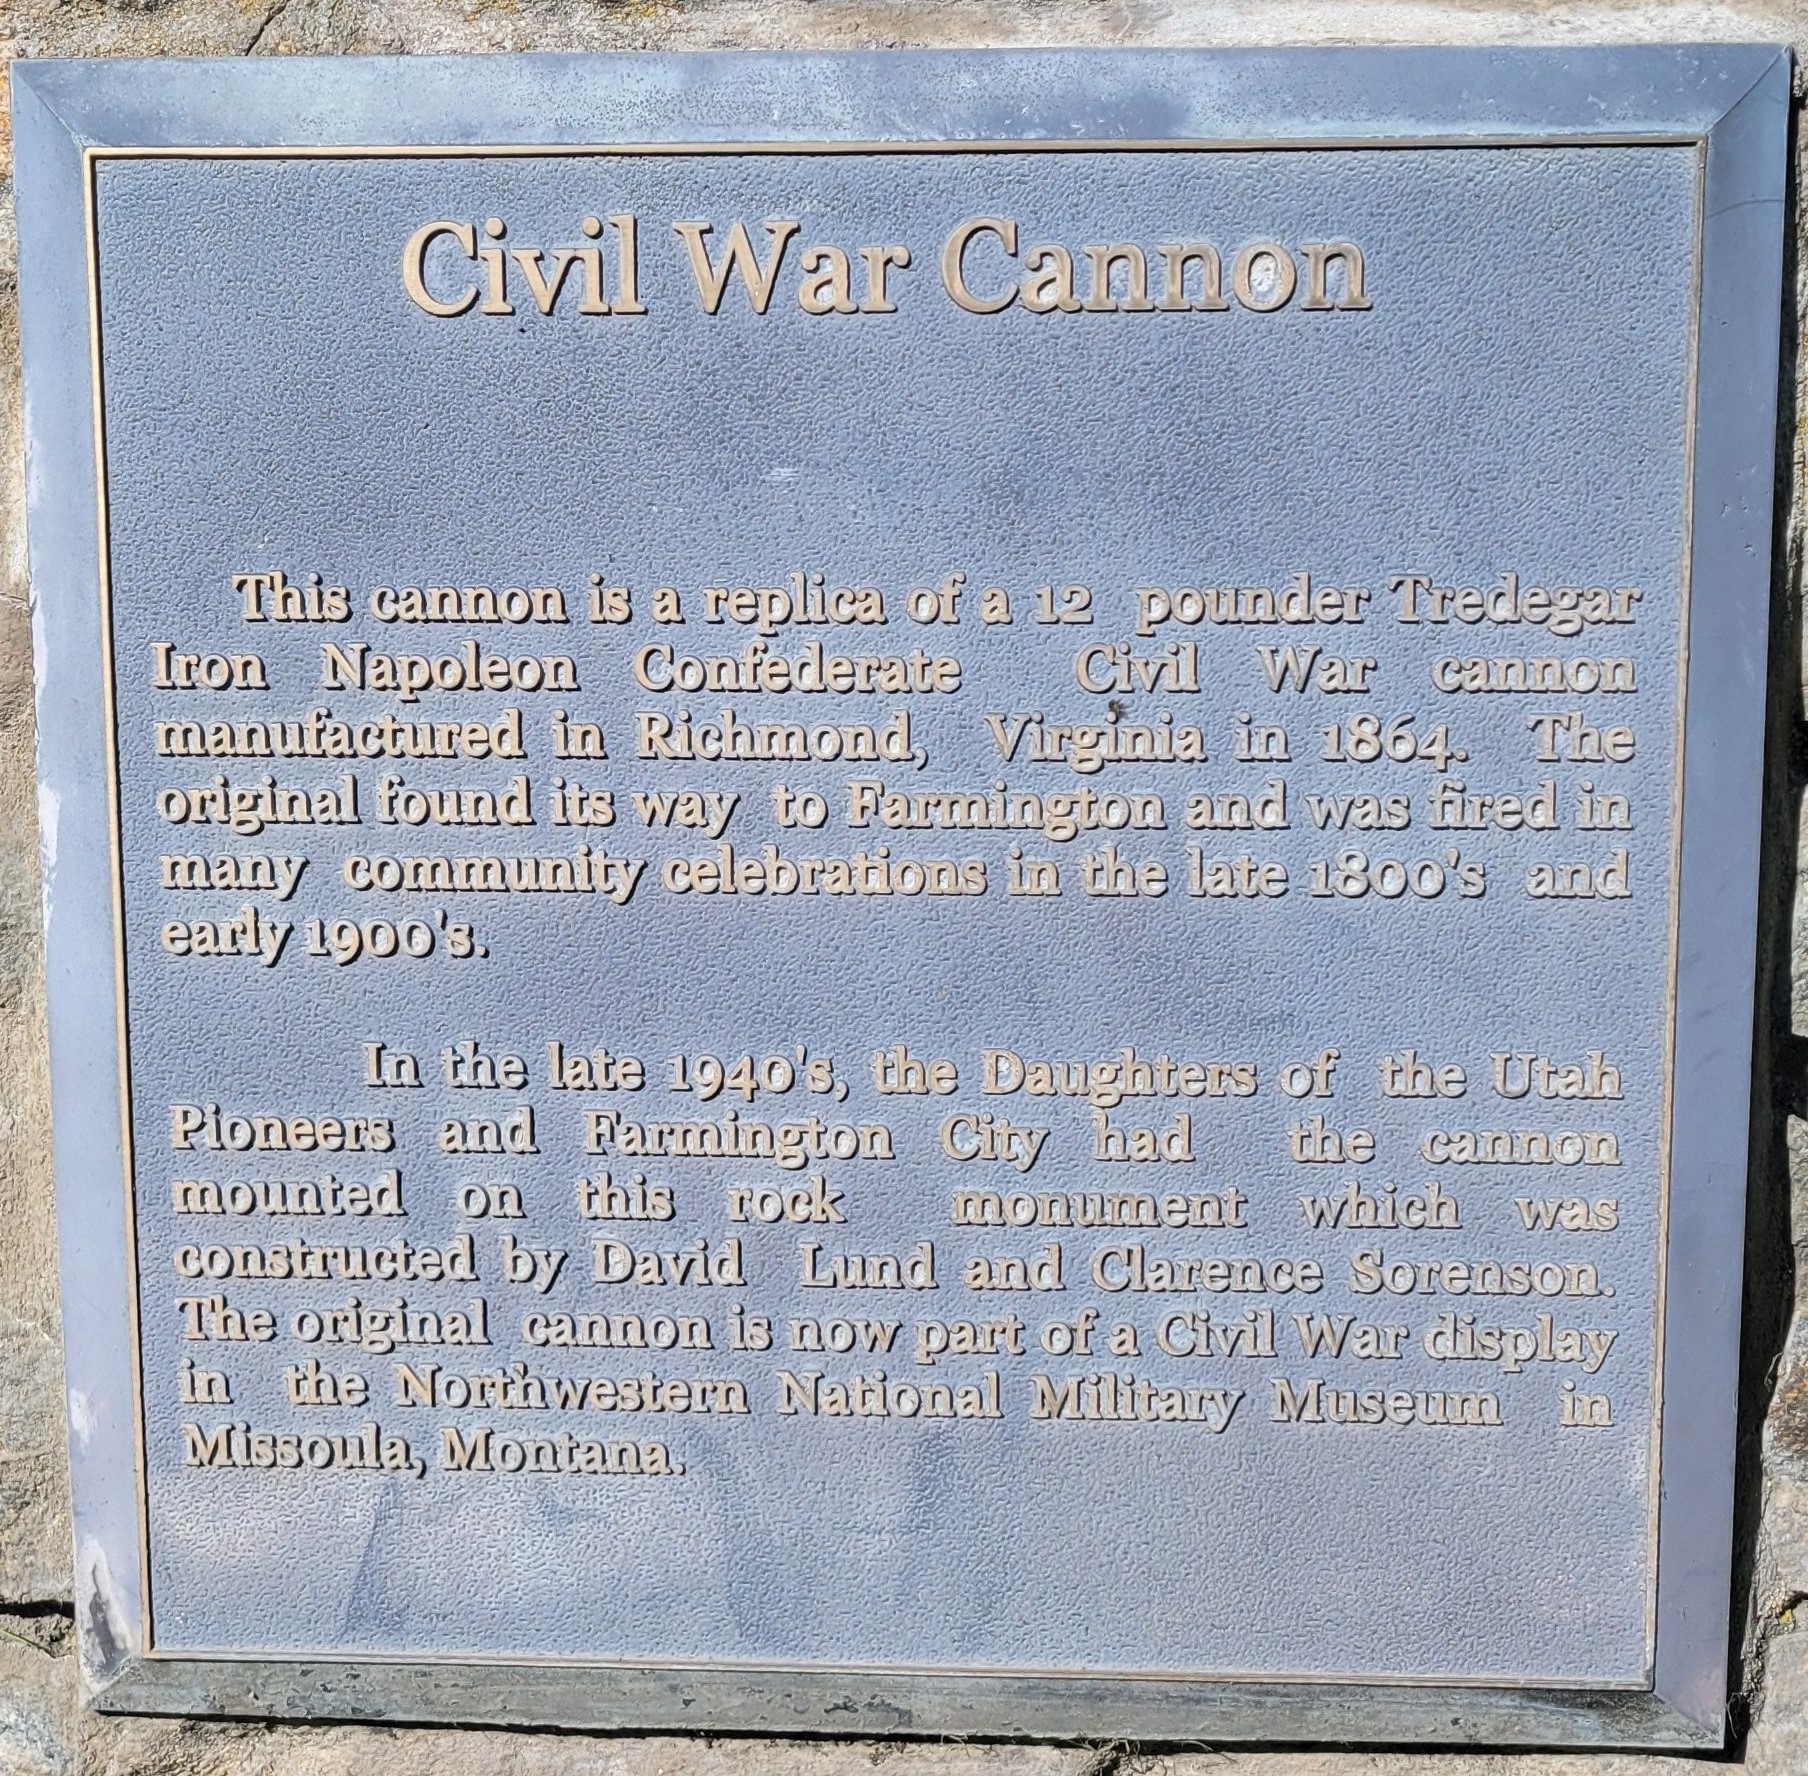 Civil War Cannon
This cannon is a replica of a 12 pounder Tredegar
Iron Napoleon Confederate Civil War cannon
manufactured in Richmond, Virginia in 1864. The
original found its way to Farmington and was fired in
many community celebrations in the late 1800's and
early 1900's.
In the late 1940's, the Daughters of the Utah
Pioneers and Farmington City had the cannon
mounted on this rock monument which was
constructed by David Lund and Clarence Sorenson.
The original cannon is now part of a Civil War display
in the Northwestern National Military Museum in
Missoula, Montana.